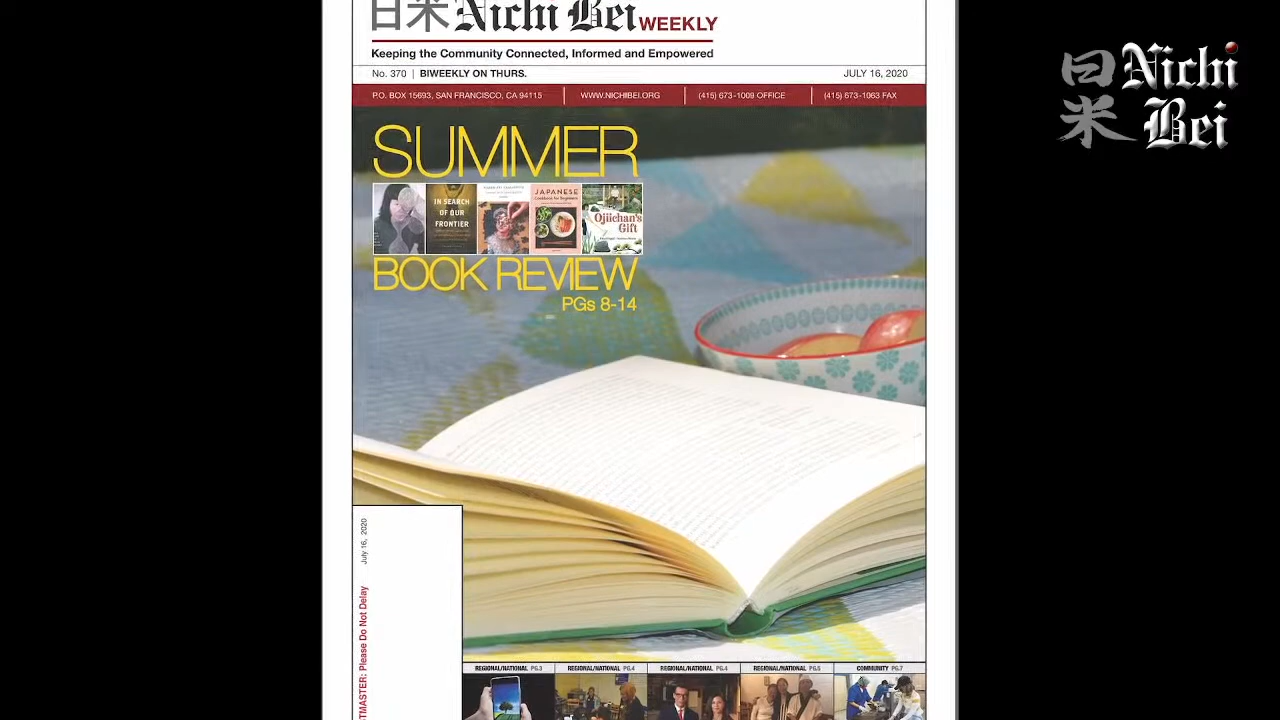 日米 Nichi Bei WEEKLY
Keeping the Community Connected, Informed and Empowered
No. 370 | BIWEEKLY ON THURS. JULY 16, 2020
P.O. BOX 15693, SAN FRANCISCO, CA 94115 WWW.NICHIBEI.ORG (415) 673-1009 OFFICE (415) 673-1063 FAX
日米 Nichi Bei
SUMMER
IN SEARCH
OF OUR
FRONTIER
JAPANESE
Cookbook for Beginners
Ojiichan's
Gift
BOOK REVIEW
PGs 8-14
July 16, 2020
STMASTER: Please Do Not Delay
REGIONAL/NATIONAL PG.3
REGIONAL/NATIONAL PG.4
REGIONAL/NATIONAL PG.4
REGIONAL/NATIONAL PG.5
COMMUNITY PG.7